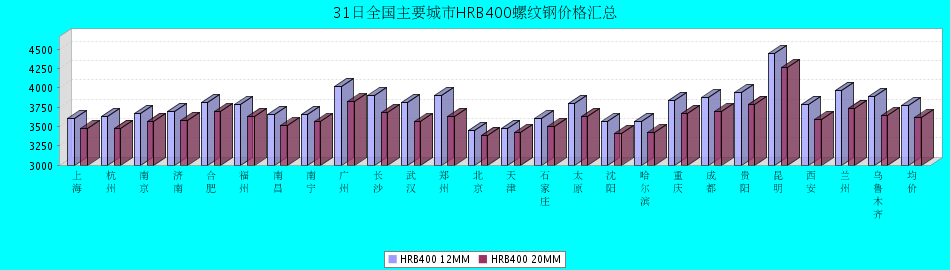 31日全国主要城市HRB400螺纹钢价格汇总
4500
4250
4000
3750
3500
3250
3000
上海 杭州 南京 济南 合肥 福州 南昌 南宁 广州 长沙 武汉 郑州 北京 天津 石家庄 太原 沈阳 哈尔滨 重庆 成都 贵阳 昆明 西安 兰州 乌鲁木齐 均价
HRB400 12MM HRB400 20MM